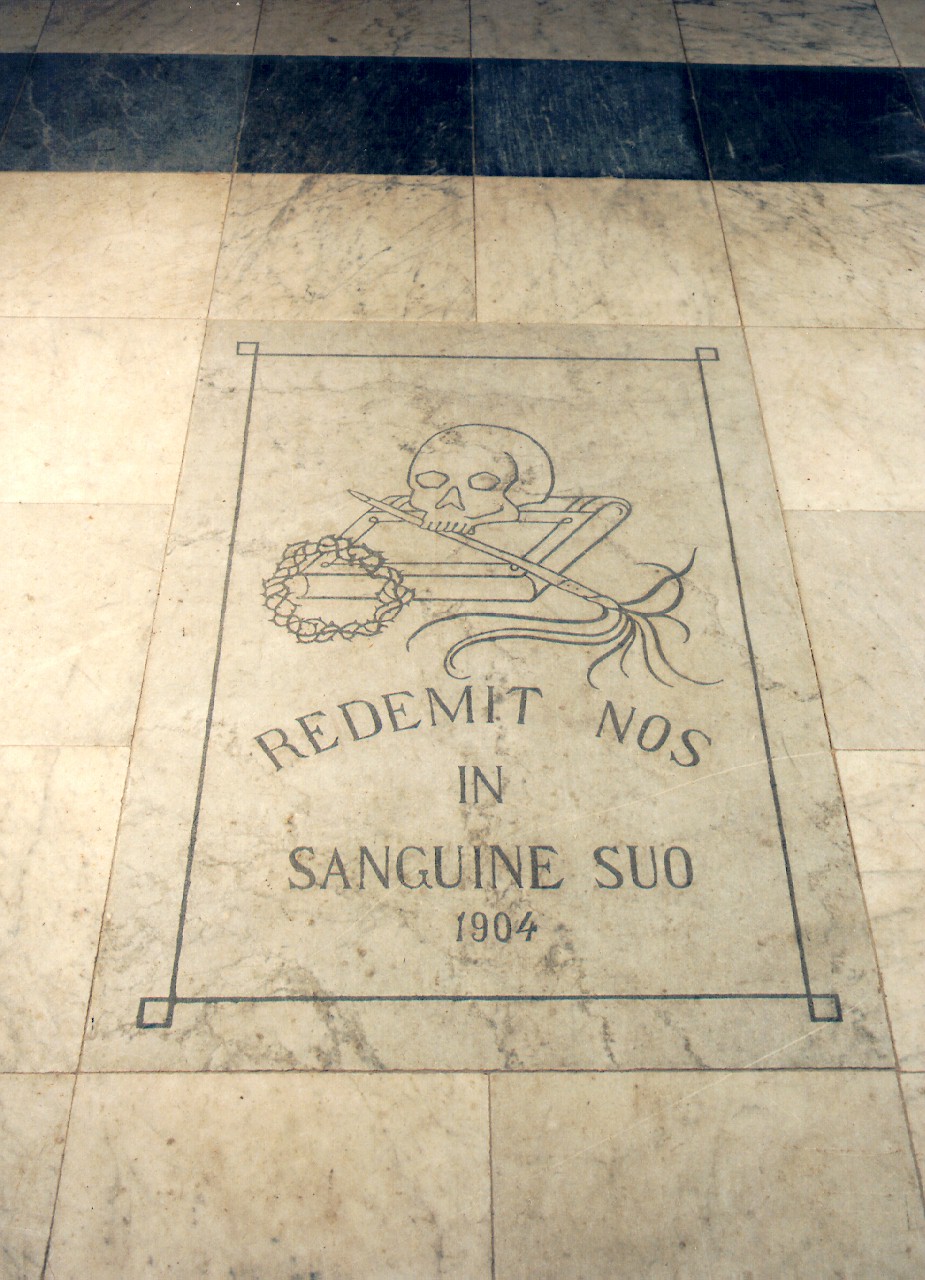 REDEMIT NOS
IN
SANGUINE SUO
1904